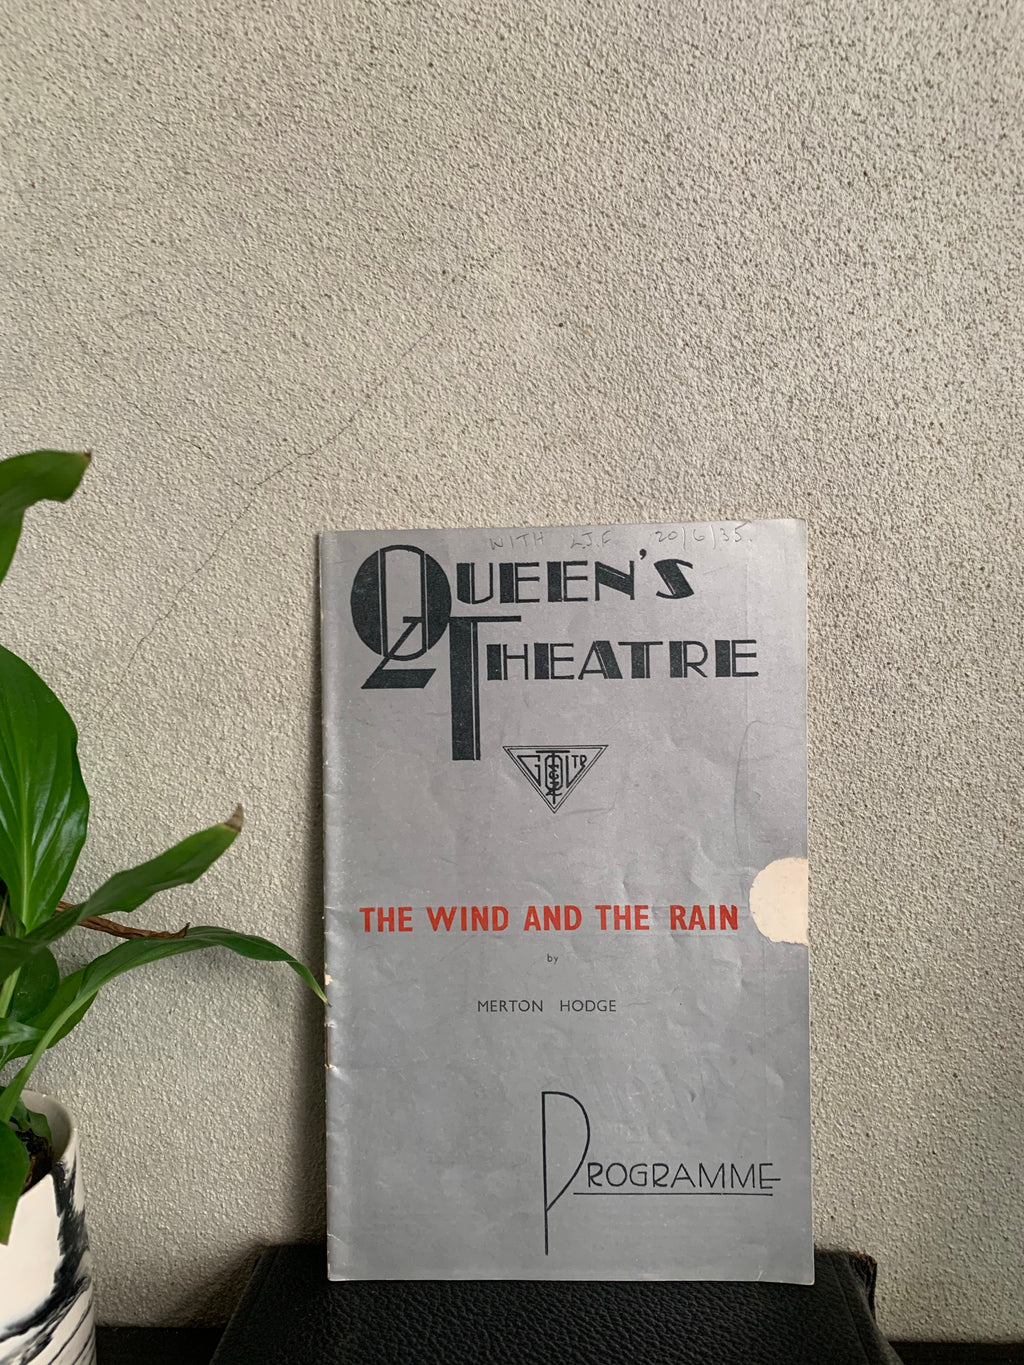 WITH L.J.F. 20/6/35.
QUEEN'S
THEATRE
THE WIND AND THE RAIN
by
MERTON HODGE
PROGRAMME